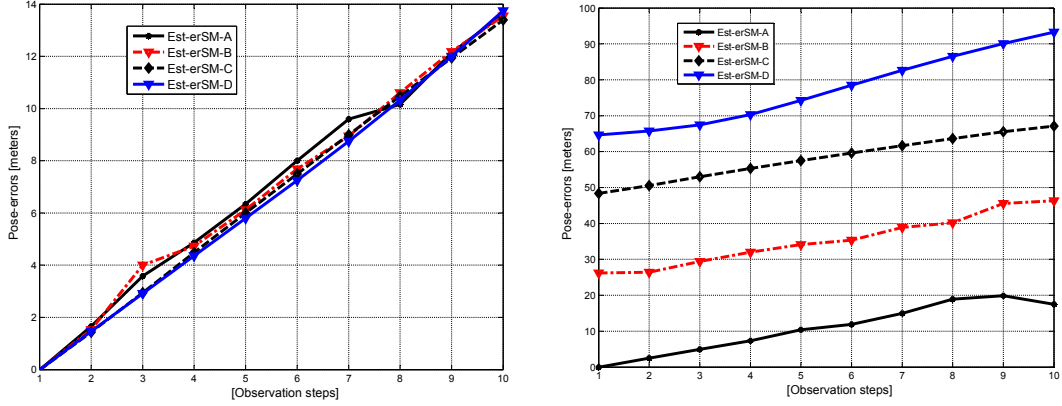 14
12
10
8
6
4
2
0
Pose-errors [meters]
Est-erSM-A
Est-erSM-B
Est-erSM-C
Est-erSM-D
1 2 3 4 5 6 7 8 9 10
[Observation steps]
100
90
80
70
60
50
40
30
20
10
0
Pose-errors [meters]
Est-erSM-A
Est-erSM-B
Est-erSM-C
Est-erSM-D
1 2 3 4 5 6 7 8 9 10
[Observation steps]